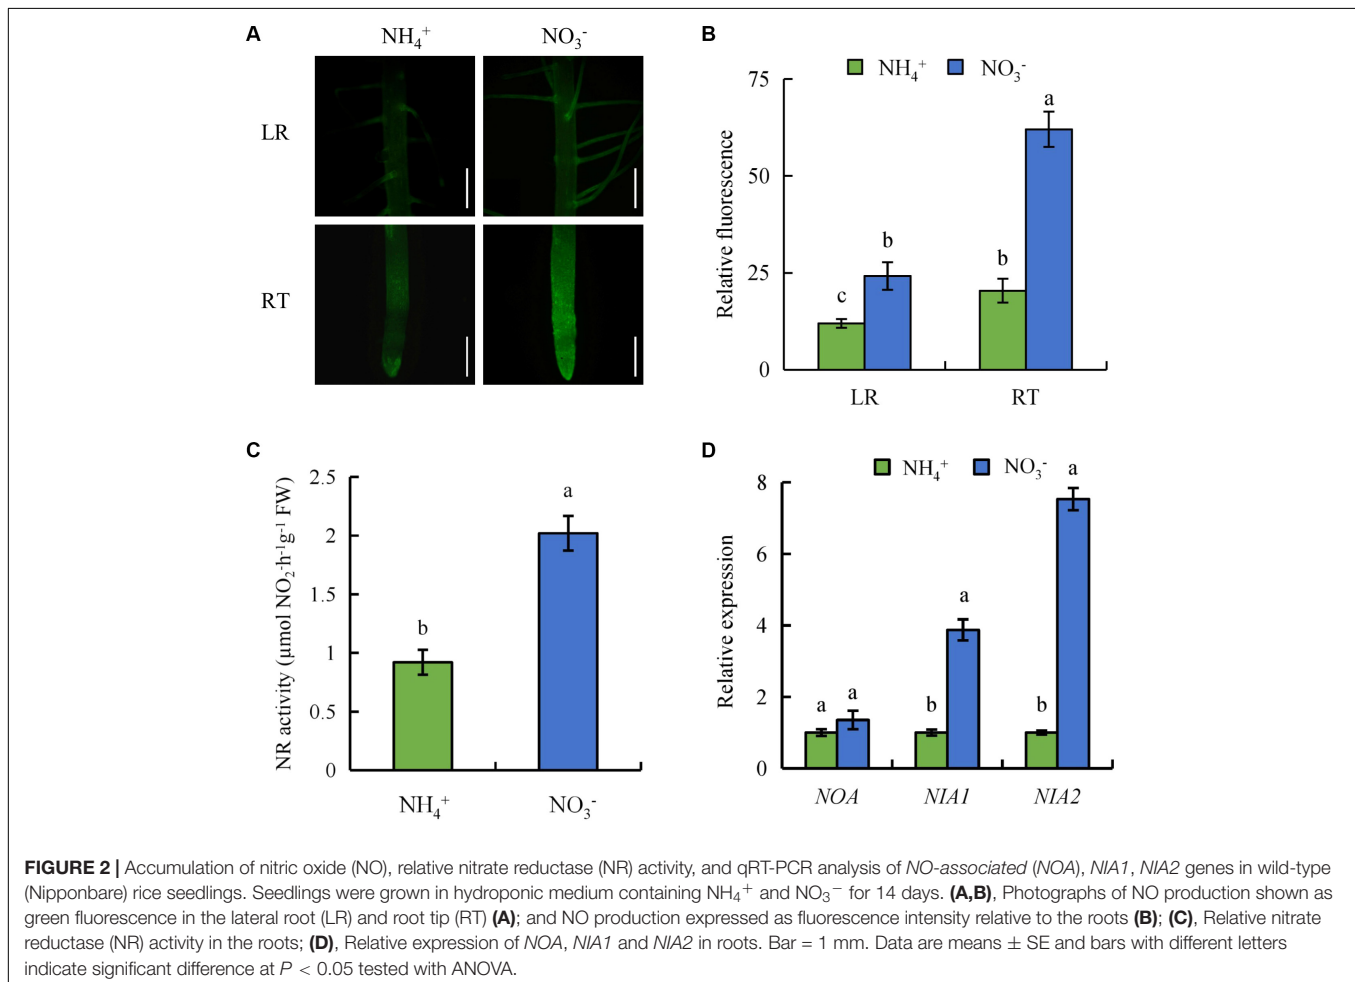 A
NH₄⁺ NO₃⁻
LR
RT
B
NH₄⁺ NO₃⁻
Relative fluorescence
75
50
25
0
c b b a
LR RT
C
NR activity (µmol NO₂·h⁻¹g⁻¹ FW)
2.5
2
1.5
1
0.5
0
b a
NH₄⁺ NO₃⁻
D
NH₄⁺ NO₃⁻
Relative expression
8
6
4
2
0
a a b a b a
NOA NIA1 NIA2
FIGURE 2 | Accumulation of nitric oxide (NO), relative nitrate reductase (NR) activity, and qRT-PCR analysis of NO-associated (NOA), NIA1, NIA2 genes in wild-type
(Nipponbare) rice seedlings. Seedlings were grown in hydroponic medium containing NH₄⁺ and NO₃⁻ for 14 days. (A,B), Photographs of NO production shown as
green fluorescence in the lateral root (LR) and root tip (RT) (A); and NO production expressed as fluorescence intensity relative to the roots (B); (C), Relative nitrate
reductase (NR) activity in the roots; (D), Relative expression of NOA, NIA1 and NIA2 in roots. Bar = 1 mm. Data are means ± SE and bars with different letters
indicate significant difference at P < 0.05 tested with ANOVA.